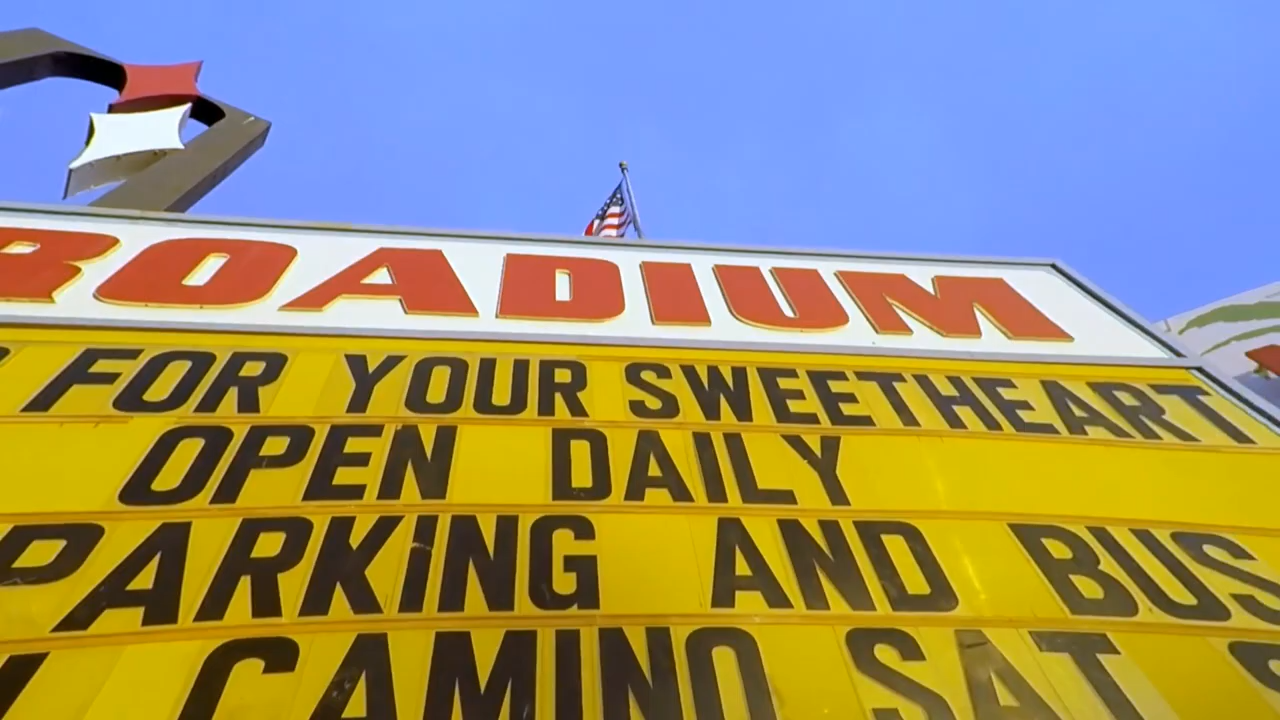 ROADIUM
FOR YOUR SWEETHEART
OPEN DAILY
PARKING AND BUS
CAMINO SAT